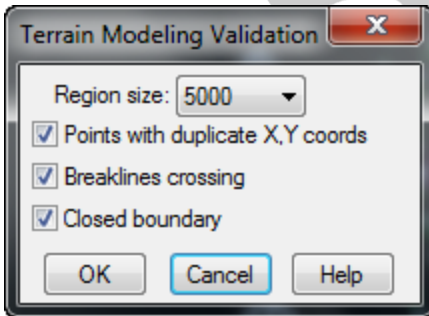 Terrain Modeling Validation
Region size: 5000
Points with duplicate X,Y coords
Breaklines crossing
Closed boundary
OK Cancel Help